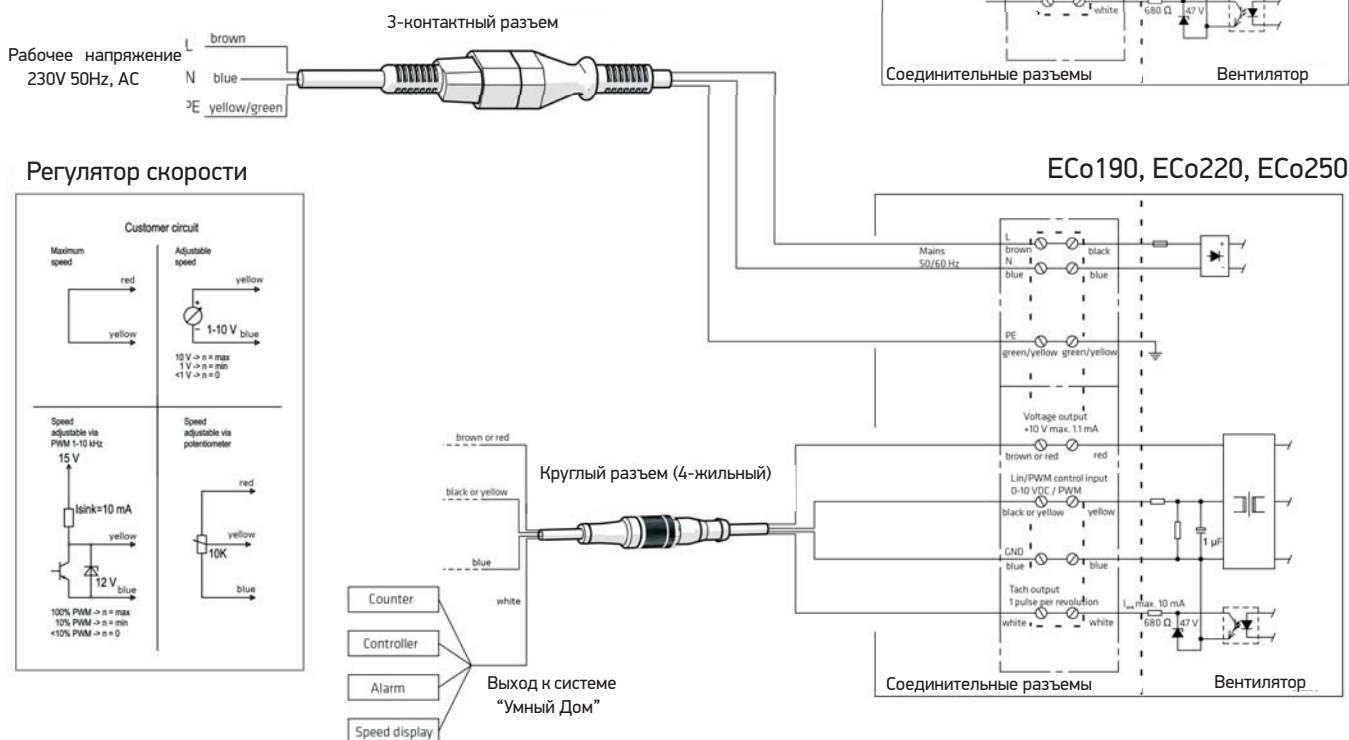 white
680 Ω
47 V
Соединительные разъемы
Вентилятор
3-контактный разъем
Рабочее напряжение
230V 50Hz, AC
L
brown
N
blue
PE
yellow/green
Регулятор скорости
ECo190, ECo220, ECo250
Customer circuit
Maximum
speed
red
yellow
Adjustable
speed
yellow
+
-
1-10 V
blue
10 V -> n = max
1 V -> n = min
<1 V -> n = 0
Speed
adjustable via
PWM 1-10 kHz
15 V
Isink=10 mA
yellow
12 V
blue
100% PWM -> n = max
10% PWM -> n = min
<10% PWM -> n = 0
Speed
adjustable via
potentiometer
red
yellow
10K
blue
Mains
50/60 Hz
L
brown
black
N
blue
blue
+
-
PE
green/yellow
green/yellow
Voltage output
+10 V max. 1.1 mA
brown or red
red
Lin/PWM control input
0-10 VDC / PWM
black or yellow
yellow
1 µF
GND
blue
blue
Tach output
1 pulse per revolution
white
white
max. 10 mA
680 Ω
47 V
Соединительные разъемы
Вентилятор
brown or red
black or yellow
Круглый разъем (4-жильный)
blue
white
Counter
Controller
Alarm
Speed display
Выход к системе
“Умный Дом”